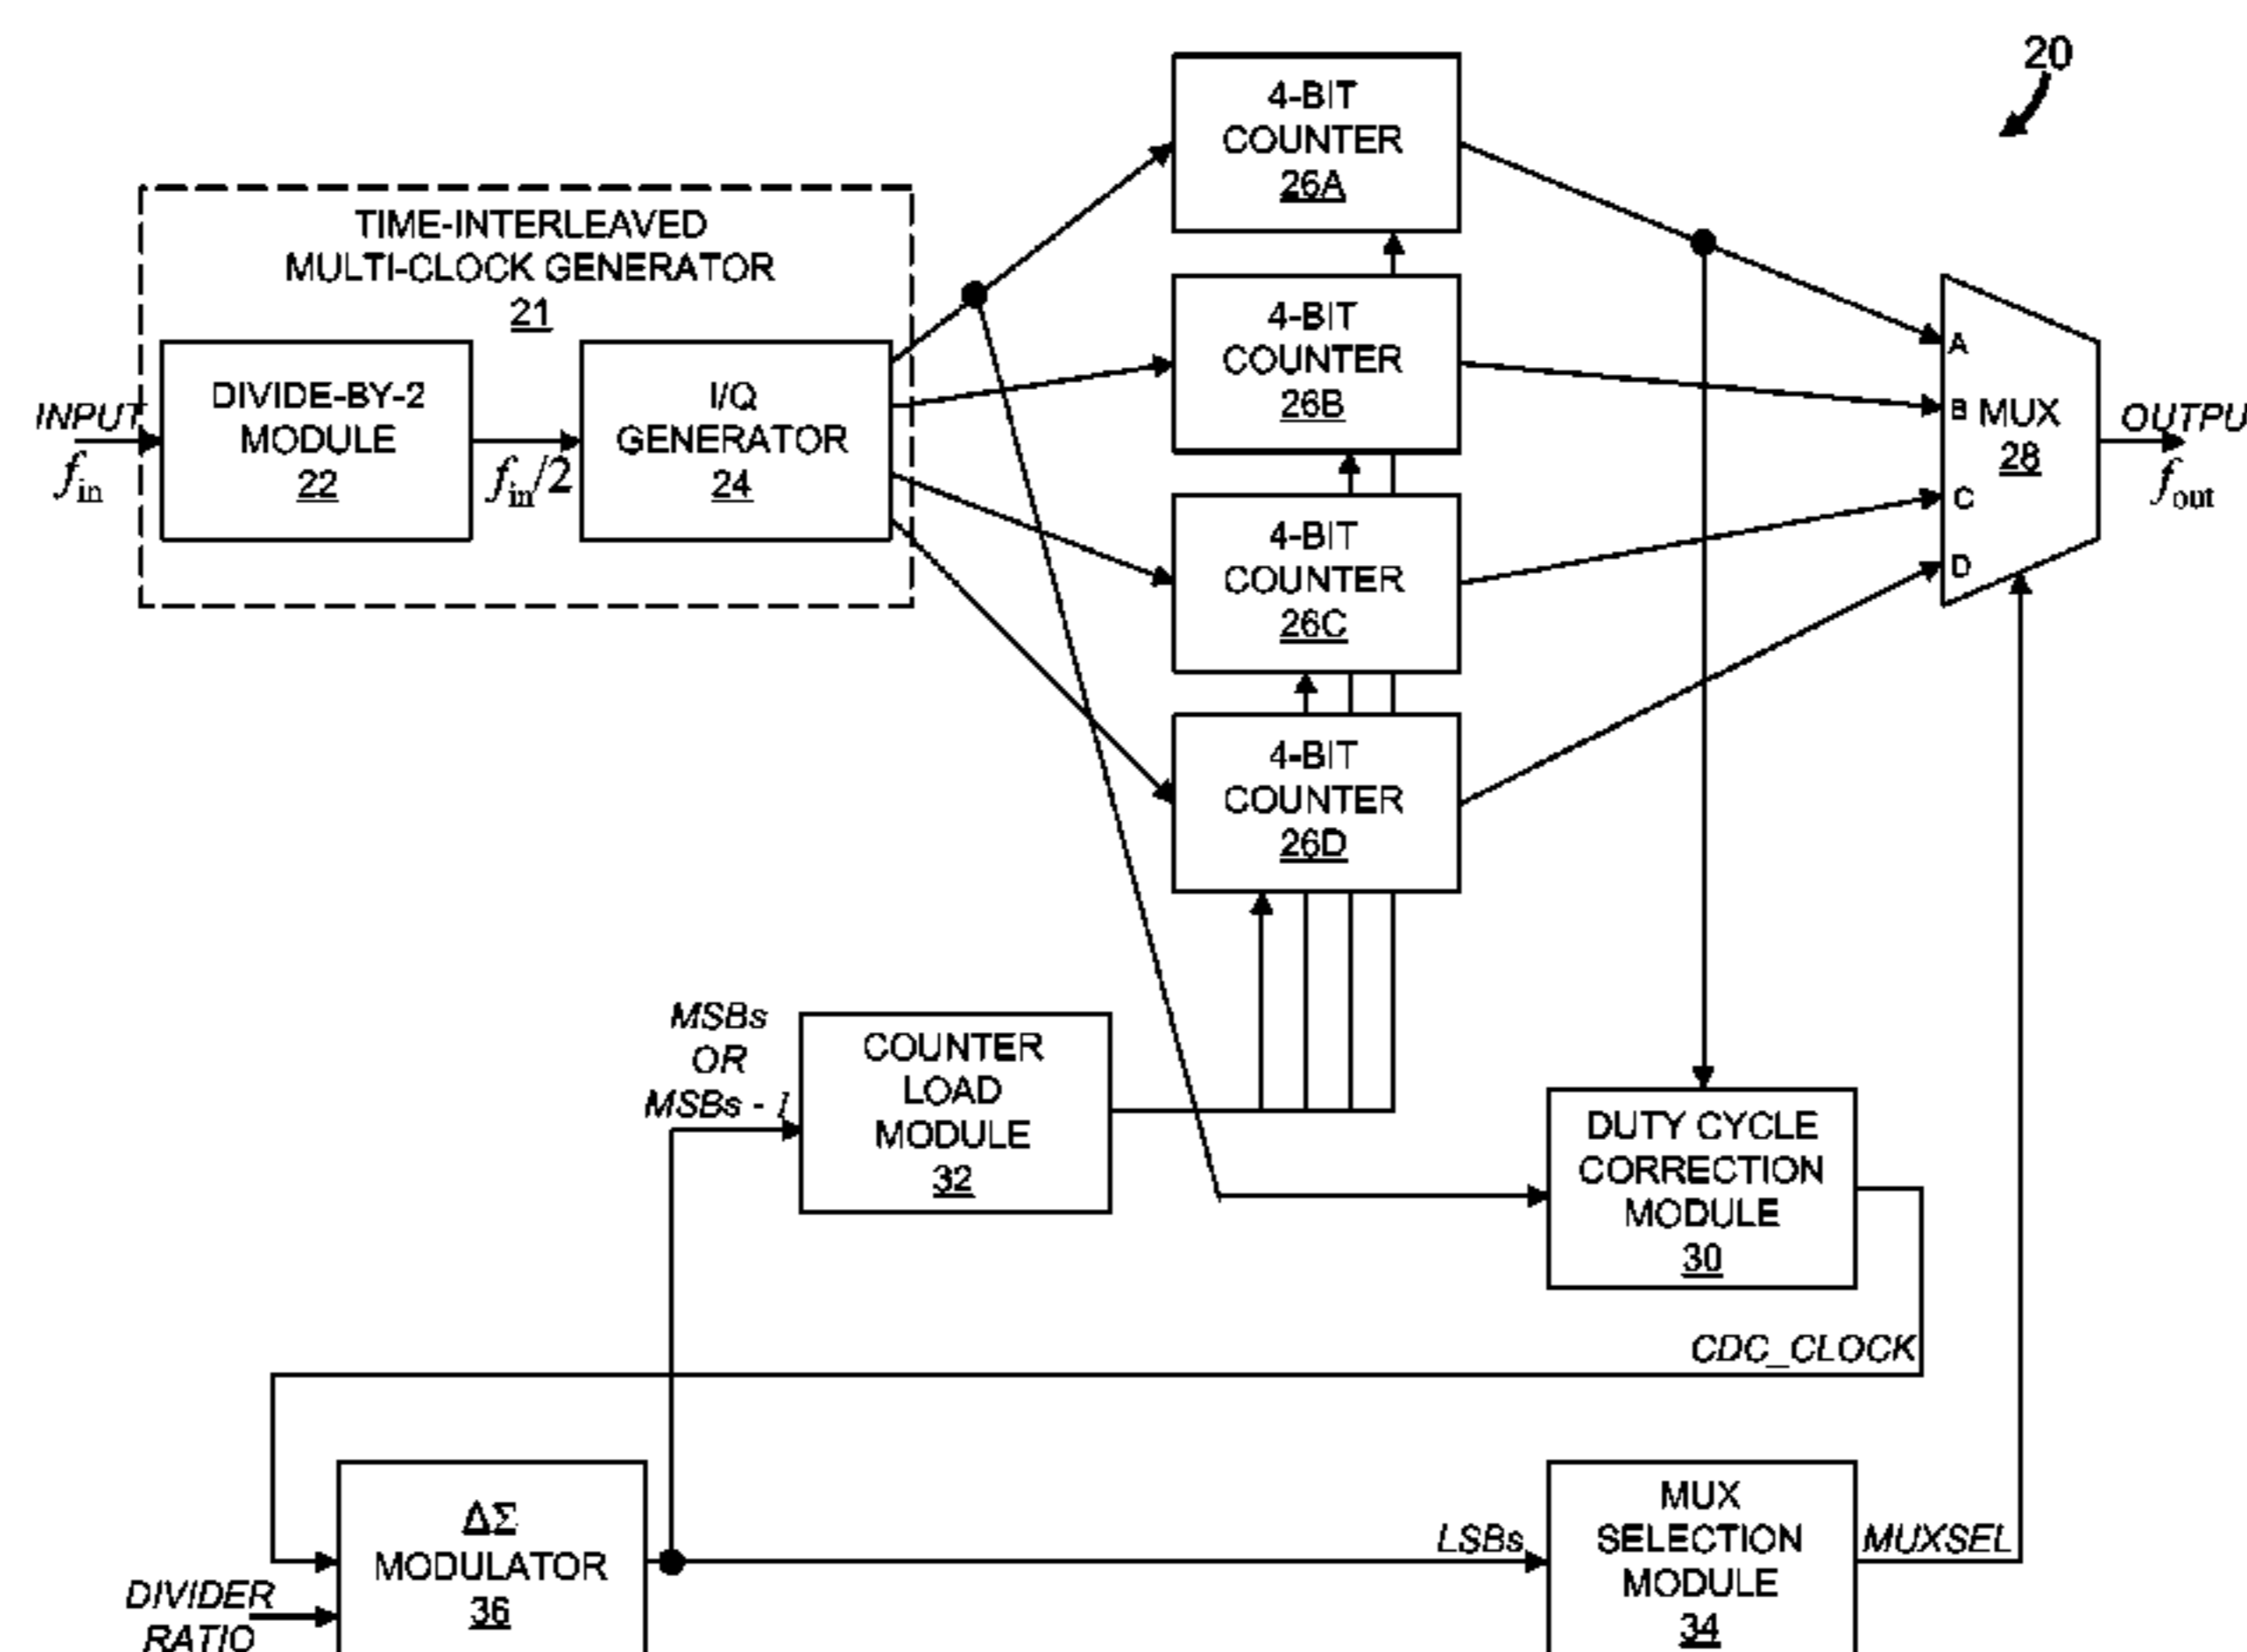 20
4-BIT
COUNTER
26A
TIME-INTERLEAVED
MULTI-CLOCK GENERATOR
21
4-BIT
COUNTER
26B
A
B
C
D
MUX
28
INPUT
fin
DIVIDE-BY-2
MODULE
22
fin/2
I/Q
GENERATOR
24
OUTPU
fout
4-BIT
COUNTER
26C
4-BIT
COUNTER
26D
MSBs
OR
MSBs -
COUNTER
LOAD
MODULE
32
DUTY CYCLE
CORRECTION
MODULE
30
CDC_CLOCK
ΔΣ
MODULATOR
36
DIVIDER
RATIO
LSBs
MUX
SELECTION
MODULE
34
MUXSEL